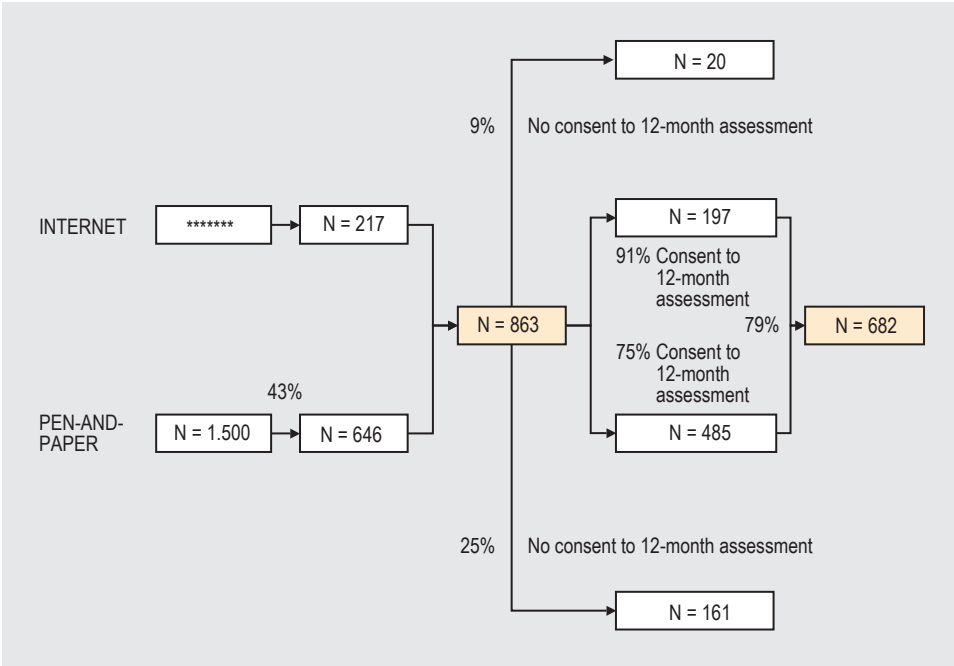 N = 20
9%
No consent to 12-month assessment
INTERNET
*******
N = 217
N = 197
91% Consent to
12-month
assessment
N = 863
79%
N = 682
75% Consent to
12-month
assessment
43%
PEN-AND-
PAPER
N = 1.500
N = 646
N = 485
25%
No consent to 12-month assessment
N = 161